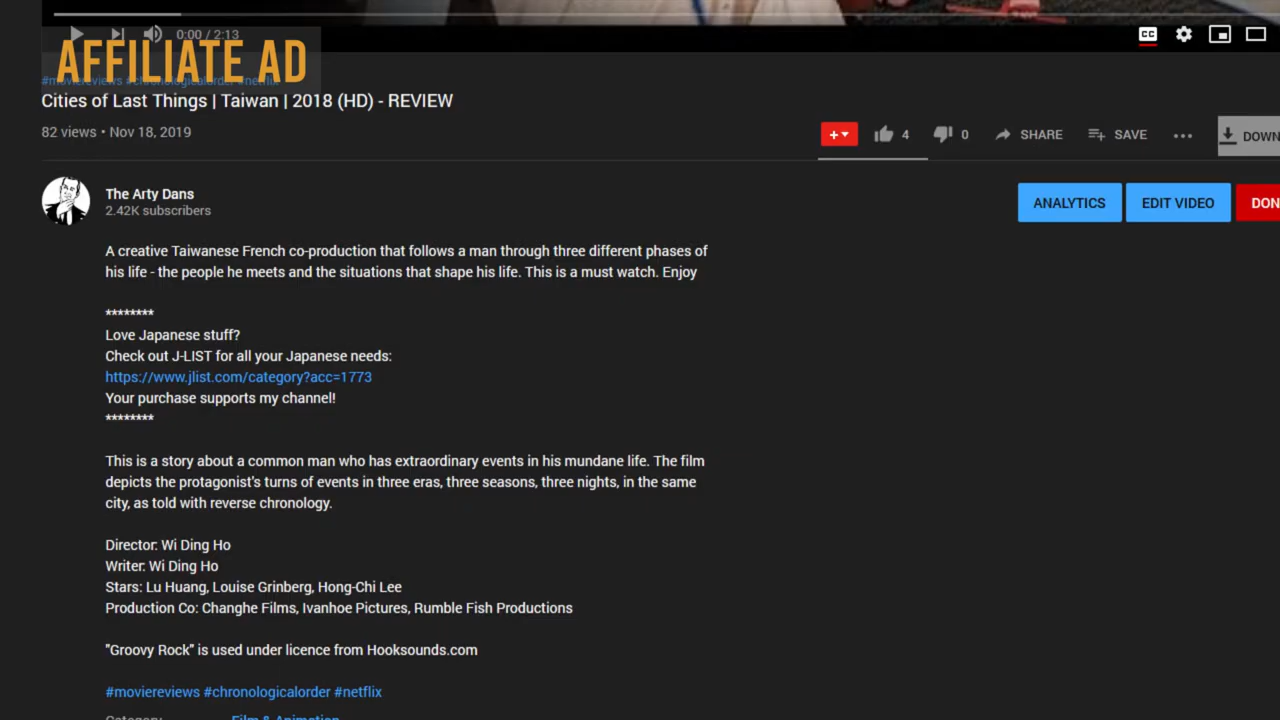 0:00 / 2:13
CC
AFFILIATE AD
#moviereviews #chronologicalorder #netflix
Cities of Last Things | Taiwan | 2018 (HD) - REVIEW
82 views • Nov 18, 2019
4
0
SHARE
SAVE
DOWN
The Arty Dans
2.42K subscribers
ANALYTICS
EDIT VIDEO
DON
A creative Taiwanese French co-production that follows a man through three different phases of
his life - the people he meets and the situations that shape his life. This is a must watch. Enjoy
********
Love Japanese stuff?
Check out J-LIST for all your Japanese needs:
https://www.jlist.com/category?acc=1773
Your purchase supports my channel!
********
This is a story about a common man who has extraordinary events in his mundane life. The film
depicts the protagonist's turns of events in three eras, three seasons, three nights, in the same
city, as told with reverse chronology.
Director: Wi Ding Ho
Writer: Wi Ding Ho
Stars: Lu Huang, Louise Grinberg, Hong-Chi Lee
Production Co: Changhe Films, Ivanhoe Pictures, Rumble Fish Productions
"Groovy Rock" is used under licence from Hooksounds.com
#moviereviews #chronologicalorder #netflix
Category
Film & Animation